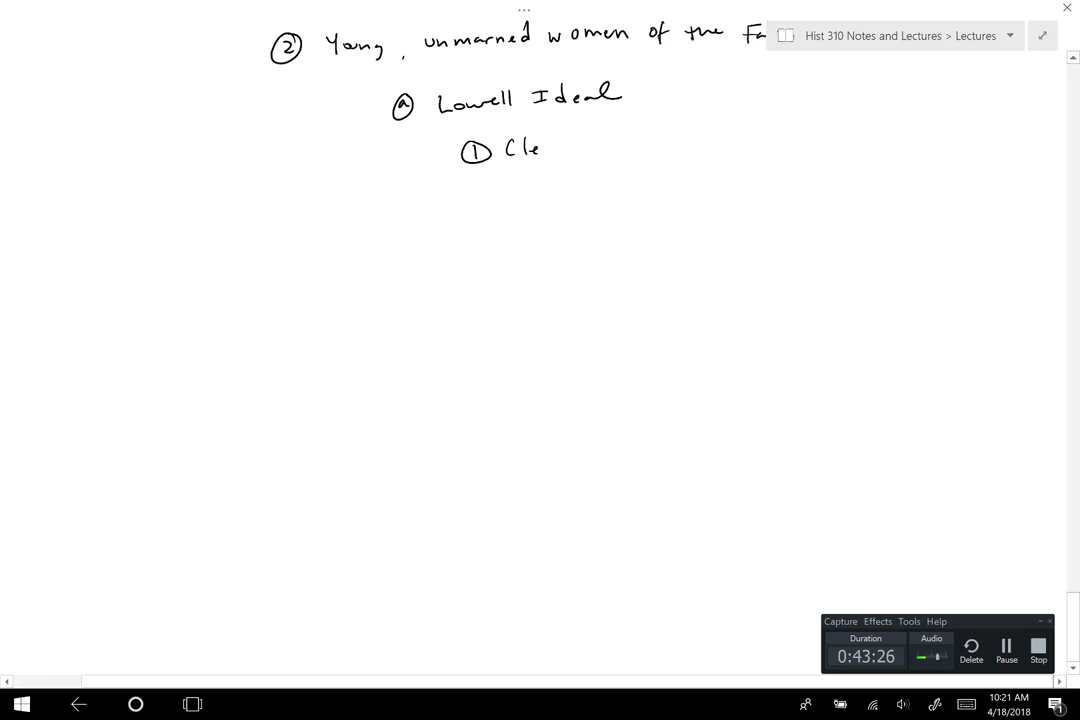 ② Young, unmarried women of the Fa
Hist 310 Notes and Lectures > Lectures
ⓐ Lowell Ideal
① Cle
Capture Effects Tools Help
Duration Audio
0:43:26 Delete Pause Stop
10:21 AM
4/18/2018
1